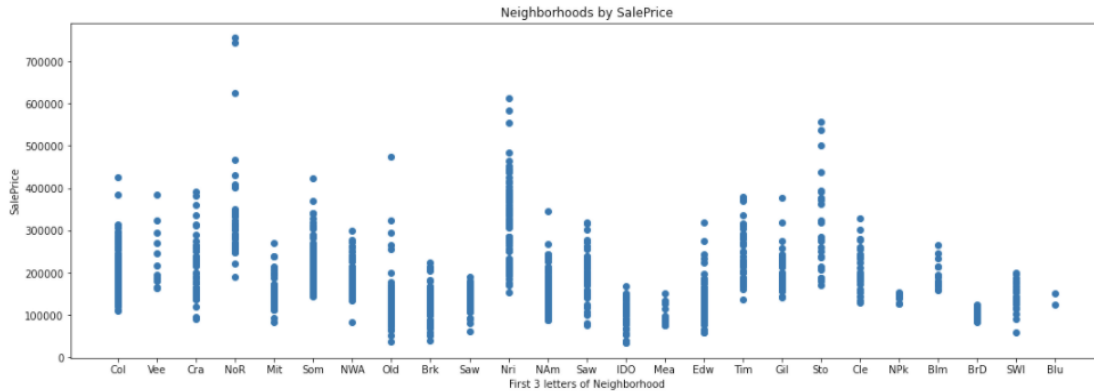 Neighborhoods by SalePrice
SalePrice
700000
600000
500000
400000
300000
200000
100000
0
Col Vee Cra NoR Mit Som NWA Old Brk Saw Nri NAm Saw IDO Mea Edw Tim Gil Sto Cle NPk Blm BrD SWI Blu
First 3 letters of Neighborhood